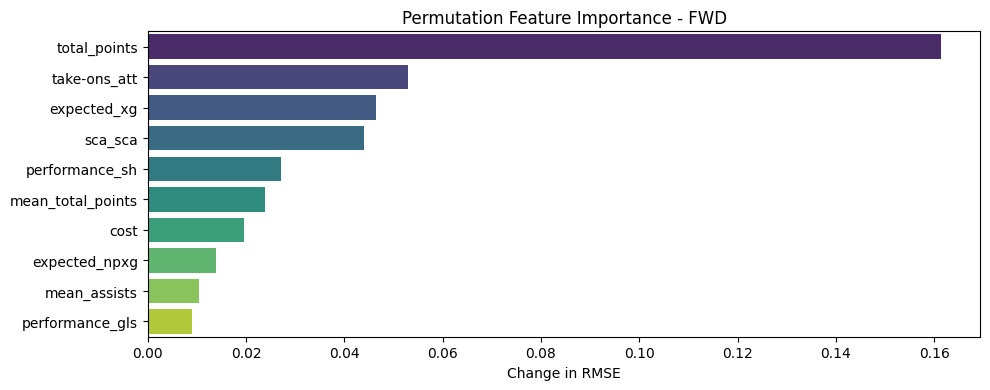 Permutation Feature Importance - FWD
total_points
take-ons_att
expected_xg
sca_sca
performance_sh
mean_total_points
cost
expected_npxg
mean_assists
performance_gls
0.00 0.02 0.04 0.06 0.08 0.10 0.12 0.14 0.16
Change in RMSE